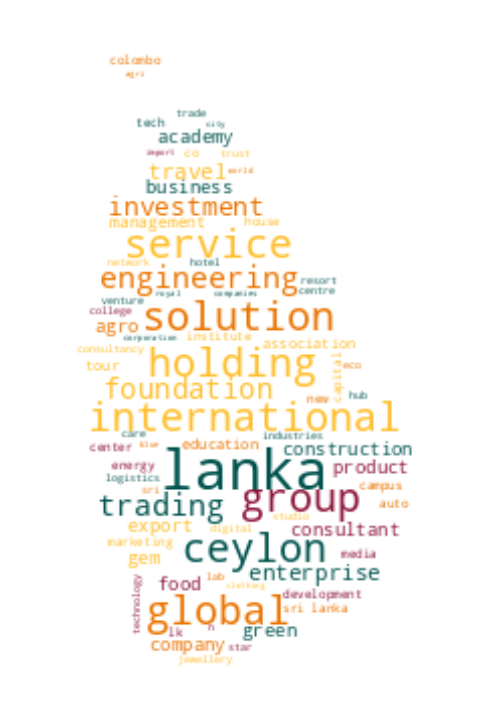 colombo
agri
trade
tech city
academy
import co trust
travel world
business
investment
management house
service
network hotel
engineering resort
royal companies centre
venture
college solution
agro
corporation institute association
consultancy
holding
tour capital eco
foundation hub
new
international
care industries
center blue education construction
lanka
energy product
logistics
sri campus
group
trading auto
studio
export digital consultant
marketing
ceylon media
gem
enterprise
lab
food clothing
technology development
global sri lanka
lk h green
company star
jewellery